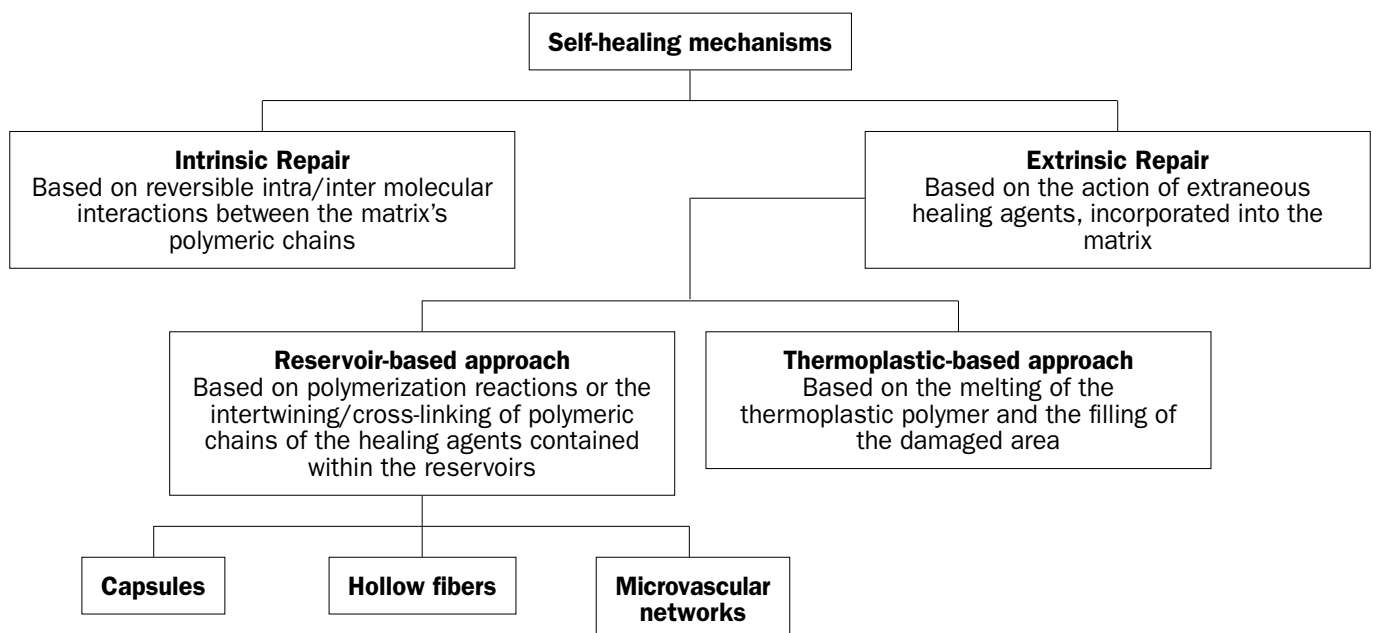 Self-healing mechanisms
Intrinsic Repair
Based on reversible intra/inter molecular
interactions between the matrix's
polymeric chains
Extrinsic Repair
Based on the action of extraneous
healing agents, incorporated into the
matrix
Reservoir-based approach
Based on polymerization reactions or the
intertwining/cross-linking of polymeric
chains of the healing agents contained
within the reservoirs
Thermoplastic-based approach
Based on the melting of the
thermoplastic polymer and the filling of
the damaged area
Capsules
Hollow fibers
Microvascular
networks